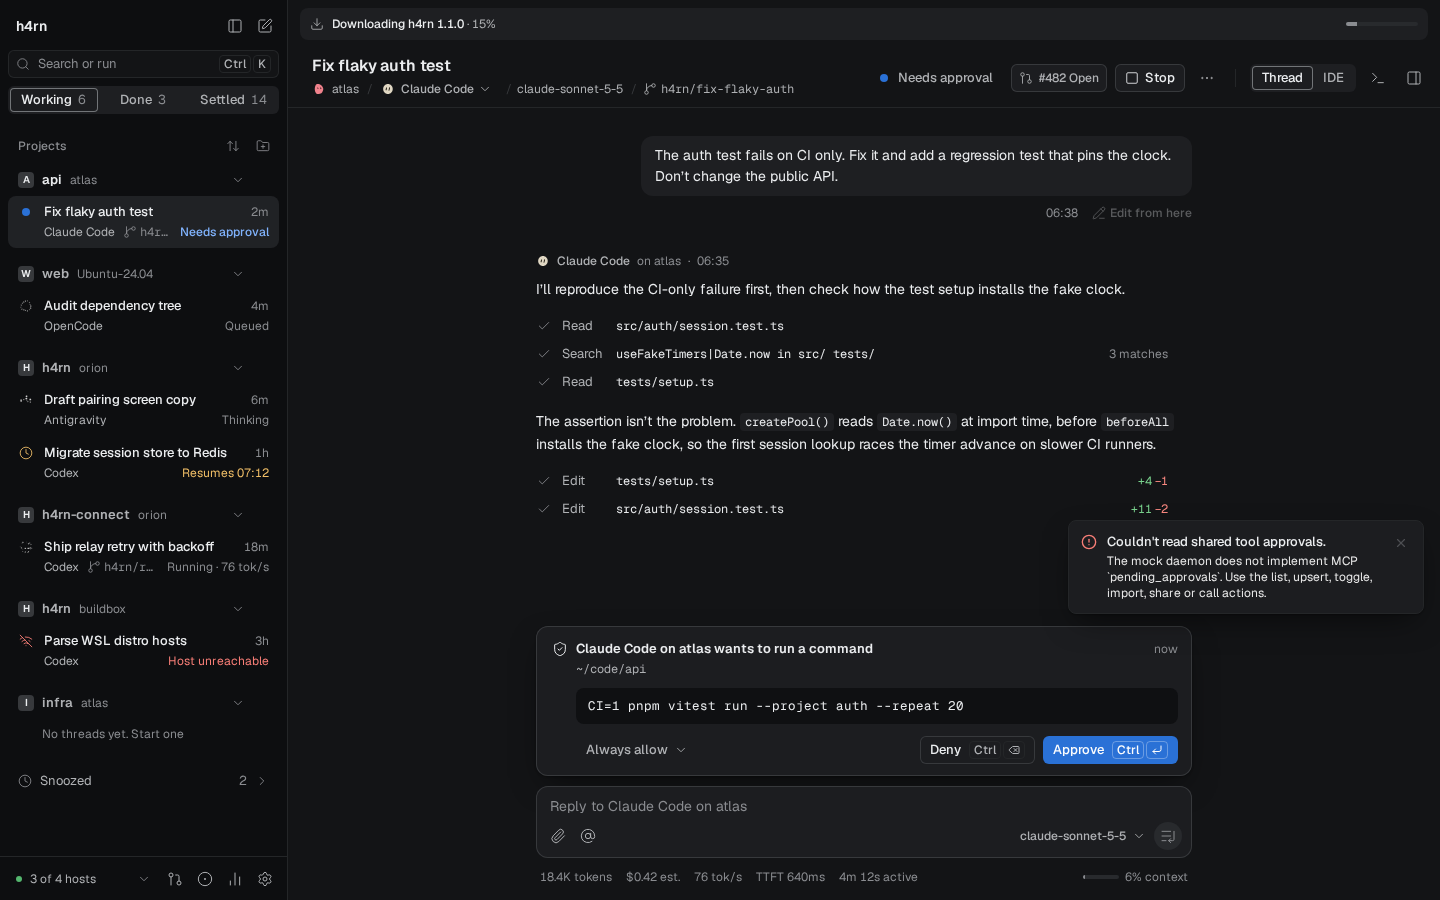 h4rn
Search or run Ctrl K
Working 6 Done 3 Settled 14
Projects
A api atlas
Fix flaky auth test 2m
Claude Code h4r… Needs approval
W web Ubuntu-24.04
Audit dependency tree 4m
OpenCode Queued
H h4rn orion
Draft pairing screen copy 6m
Antigravity Thinking
Migrate session store to Redis 1h
Codex Resumes 07:12
H h4rn-connect orion
Ship relay retry with backoff 18m
Codex h4rn/r… Running · 76 tok/s
H h4rn buildbox
Parse WSL distro hosts 3h
Codex Host unreachable
I infra atlas
No threads yet. Start one
Snoozed 2
3 of 4 hosts
Downloading h4rn 1.1.0 · 15%
Fix flaky auth test
atlas / Claude Code / claude-sonnet-5-5 / h4rn/fix-flaky-auth
Needs approval #482 Open Stop Thread IDE
The auth test fails on CI only. Fix it and add a regression test that pins the clock.
Don’t change the public API.
06:38 Edit from here
Claude Code on atlas · 06:35
I’ll reproduce the CI-only failure first, then check how the test setup installs the fake clock.
Read src/auth/session.test.ts
Search useFakeTimers|Date.now in src/ tests/ 3 matches
Read tests/setup.ts
The assertion isn’t the problem. createPool() reads Date.now() at import time, before beforeAll
installs the fake clock, so the first session lookup races the timer advance on slower CI runners.
Edit tests/setup.ts +4 −1
Edit src/auth/session.test.ts +11 −2
Couldn't read shared tool approvals.
The mock daemon does not implement MCP
`pending_approvals`. Use the list, upsert, toggle,
import, share or call actions.
Claude Code on atlas wants to run a command now
~/code/api
CI=1 pnpm vitest run --project auth --repeat 20
Always allow Deny Ctrl Approve Ctrl
Reply to Claude Code on atlas
claude-sonnet-5-5
18.4K tokens $0.42 est. 76 tok/s TTFT 640ms 4m 12s active 6% context